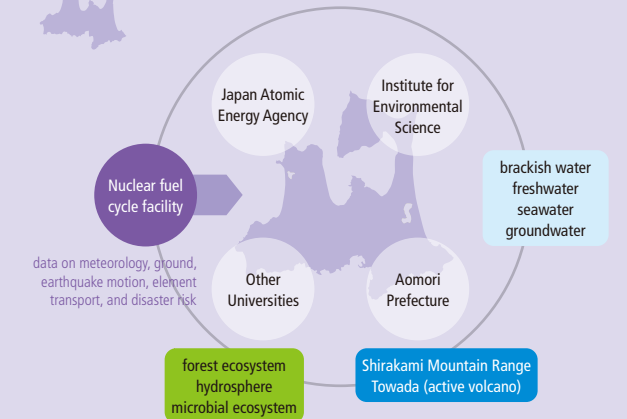 Japan Atomic
Energy Agency
Institute for
Environmental
Science
Nuclear fuel
cycle facility
brackish water
freshwater
seawater
groundwater
data on meteorology, ground,
earthquake motion, element
transport, and disaster risk
Other
Universities
Aomori
Prefecture
forest ecosystem
hydrosphere
microbial ecosystem
Shirakami Mountain Range
Towada (active volcano)